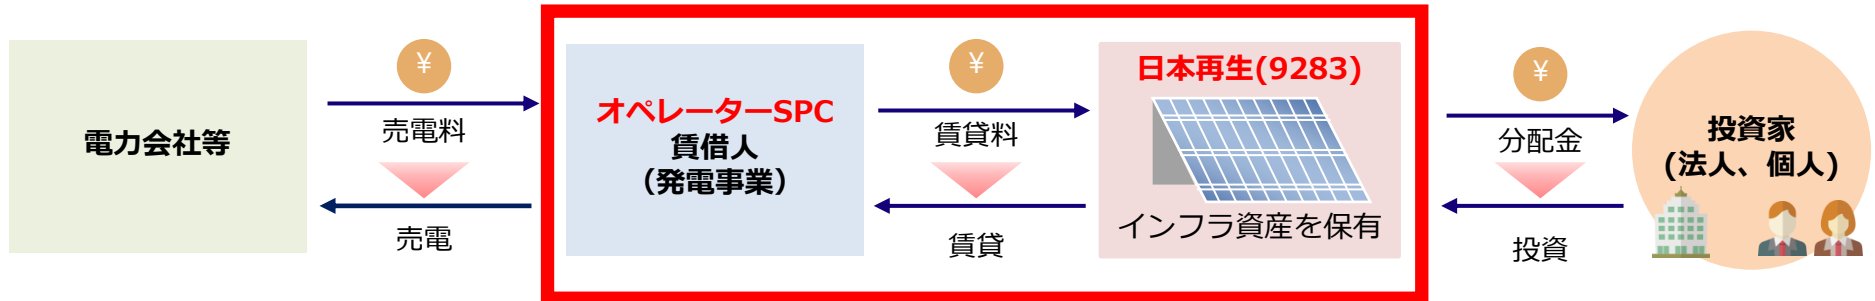 電力会社等
¥
売電料
売電
オペレーターSPC
賃借人
（発電事業）
¥
賃貸料
賃貸
日本再生(9283)
インフラ資産を保有
¥
分配金
投資
投資家
(法人、個人)